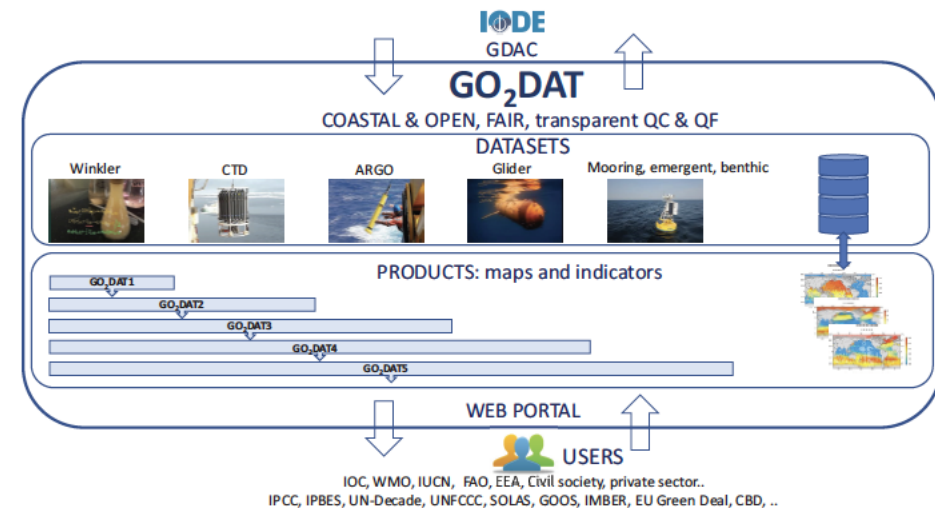 IODE
GDAC
GO₂DAT
COASTAL & OPEN, FAIR, transparent QC & QF
DATASETS
Winkler
CTD
ARGO
Glider
Mooring, emergent, benthic
PRODUCTS: maps and indicators
GO₂DAT1
GO₂DAT2
GO₂DAT3
GO₂DAT4
GO₂DAT5
WEB PORTAL
USERS
IOC, WMO, IUCN, FAO, EEA, Civil society, private sector..
IPCC, IPBES, UN-Decade, UNFCCC, SOLAS, GOOS, IMBER, EU Green Deal, CBD, ..